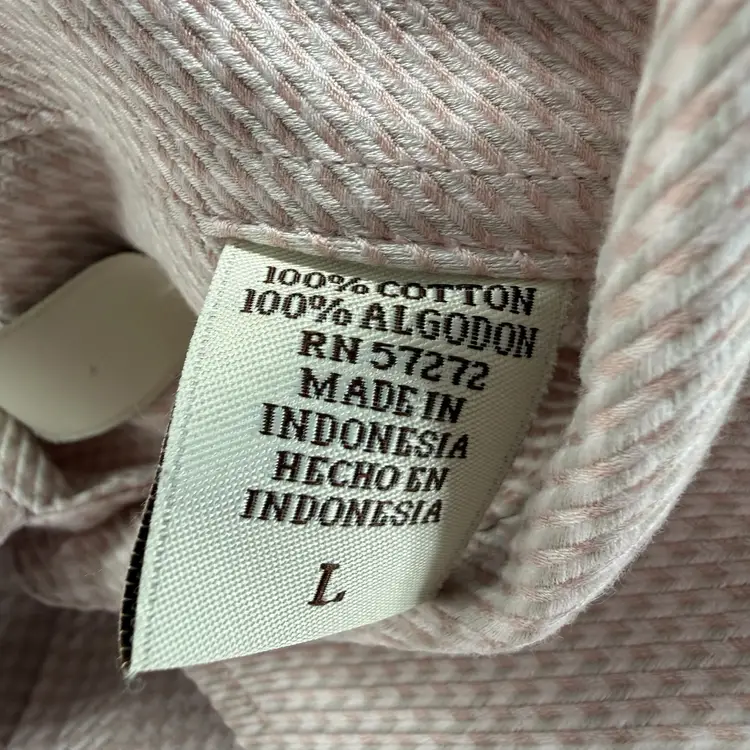 100% COTTON
100% ALGODON
RN 57272
MADE IN
INDONESIA
HECHO EN
INDONESIA
L